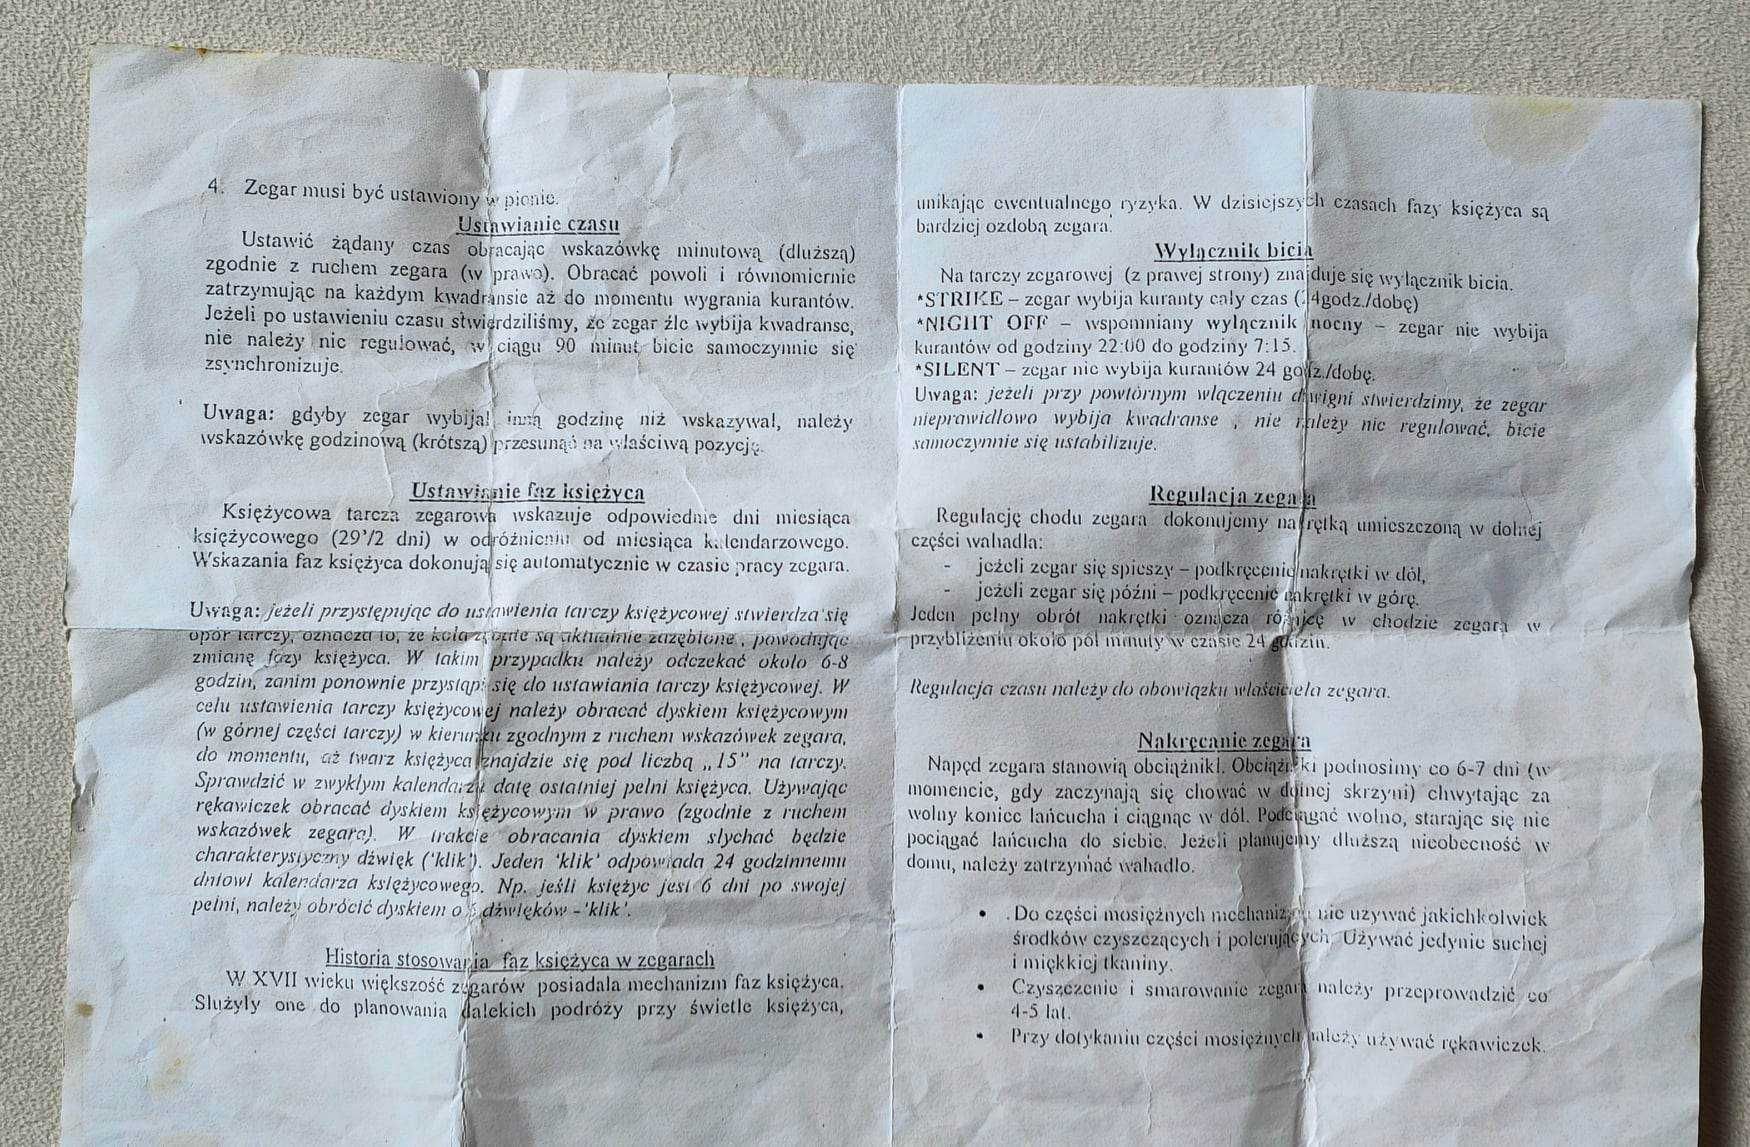 4. Zegar musi być ustawiony w pionie.
Ustawianie czasu
Ustawić żądany czas obracając wskazówkę minutową (dłuższą)
zgodnie z ruchem zegara (w prawo). Obracać powoli i równomiernie
zatrzymując na każdym kwadransie aż do momentu wygrania kurantów.
Jeżeli po ustawieniu czasu stwierdziliśmy, że zegar źle wybija kwadranse,
nie należy nic regulować, w ciągu 90 minut bicie samoczynnie się
zsynchronizuje.
Uwaga: gdyby zegar wybijał inną godzinę niż wskazywał, należy
wskazówkę godzinową (krótszą) przesunąć na właściwą pozycję.
Ustawianie faz księżyca
Księżycowa tarcza zegarowa wskazuje odpowiednie dni miesiąca
księżycowego (29'/2 dni) w odróżnieniu od miesiąca kalendarzowego.
Wskazania faz księżyca dokonują się automatycznie w czasie pracy zegara.
Uwaga: jeżeli przystępując do ustawienia tarczy księżycowej stwierdza się
opór tarczy, oznacza to, że koła zębate są aktualnie zazębione, powodując
zmianę fazy księżyca. W takim przypadku należy odczekać około 6-8
godzin, zanim ponownie przystąpi się do ustawiania tarczy księżycowej. W
celu ustawienia tarczy księżycowej należy obracać dyskiem księżycowym
(w górnej części tarczy) w kierunku zgodnym z ruchem wskazówek zegara,
do momentu, aż twarz księżyca znajdzie się pod liczbą „15" na tarczy.
Sprawdzić w zwykłym kalendarzu datę ostatniej pełni księżyca. Używając
rękawiczek obracać dyskiem księżycowym w prawo (zgodnie z ruchem
wskazówek zegara). W trakcie obracania dyskiem słychać będzie
charakterystyczny dźwięk ('klik'). Jeden 'klik' odpowiada 24 godzinnemu
dniowi kalendarza księżycowego. Np. jeśli księżyc jest 6 dni po swojej
pełni, należy obrócić dyskiem o 6 dźwięków -'klik'.
Historia stosowania faz księżyca w zegarach
W XVII wieku większość zegarów posiadała mechanizm faz księżyca.
Służyły one do planowania dalekich podróży przy świetle księżyca,
unikając ewentualnego ryzyka. W dzisiejszych czasach fazy księżyca są
bardziej ozdobą zegara.
Wyłącznik bicia
Na tarczy zegarowej (z prawej strony) znajduje się wyłącznik bicia.
*STRIKE – zegar wybija kuranty cały czas (24godz./dobę)
*NIGHT OFF – wspomniany wyłącznik nocny – zegar nie wybija
kurantów od godziny 22:00 do godziny 7:15.
*SILENT – zegar nie wybija kurantów 24 godz./dobę.
Uwaga: jeżeli przy powtórnym włączeniu dźwigni stwierdzimy, że zegar
nieprawidłowo wybija kwadranse , nie należy nic regulować, bicie
samoczynnie się ustabilizuje.
Regulacja zegara
Regulację chodu zegara dokonujemy nakrętką umieszczoną w dolnej
części wahadła:
- jeżeli zegar się spieszy – podkręcenie nakrętki w dół,
- jeżeli zegar się późni – podkręcenie nakrętki w górę.
Jeden pełny obrót nakrętki oznacza różnicę w chodzie zegara w
przybliżeniu około pół minuty w czasie 24 godzin.
Regulacja czasu należy do obowiązku właściciela zegara.
Nakręcanie zegara
Napęd zegara stanowią obciążniki. Obciążniki podnosimy co 6-7 dni (w
momencie, gdy zaczynają się chować w dolnej skrzyni) chwytając za
wolny koniec łańcucha i ciągnąc w dół. Podciągać wolno, starając się nie
pociągać łańcucha do siebie. Jeżeli planujemy dłuższą nieobecność w
domu, należy zatrzymać wahadło.
• . Do części mosiężnych mechanizmu nie używać jakichkolwiek
środków czyszczących i polerujących. Używać jedynie suchej
i miękkiej tkaniny.
• Czyszczenie i smarowanie zegara należy przeprowadzić co
4-5 lat.
• Przy dotykaniu części mosiężnych należy używać rękawiczek.